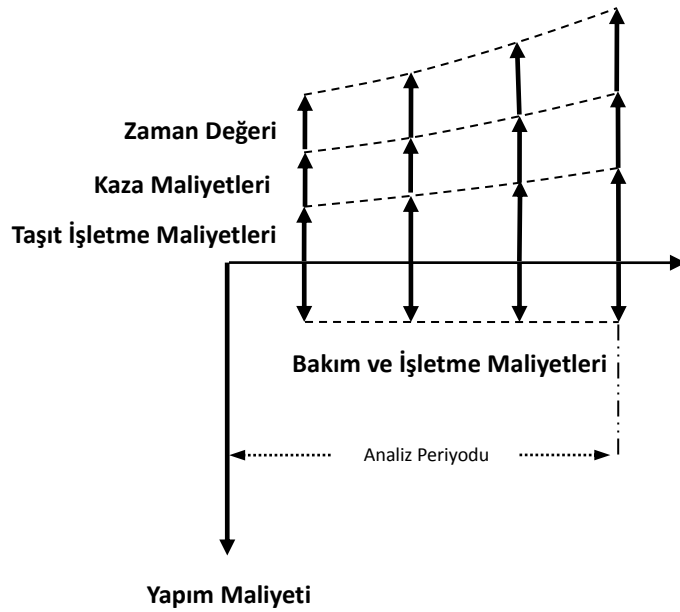 Zaman Değeri
Kaza Maliyetleri
Taşıt İşletme Maliyetleri
Bakım ve İşletme Maliyetleri
Analiz Periyodu
Yapım Maliyeti